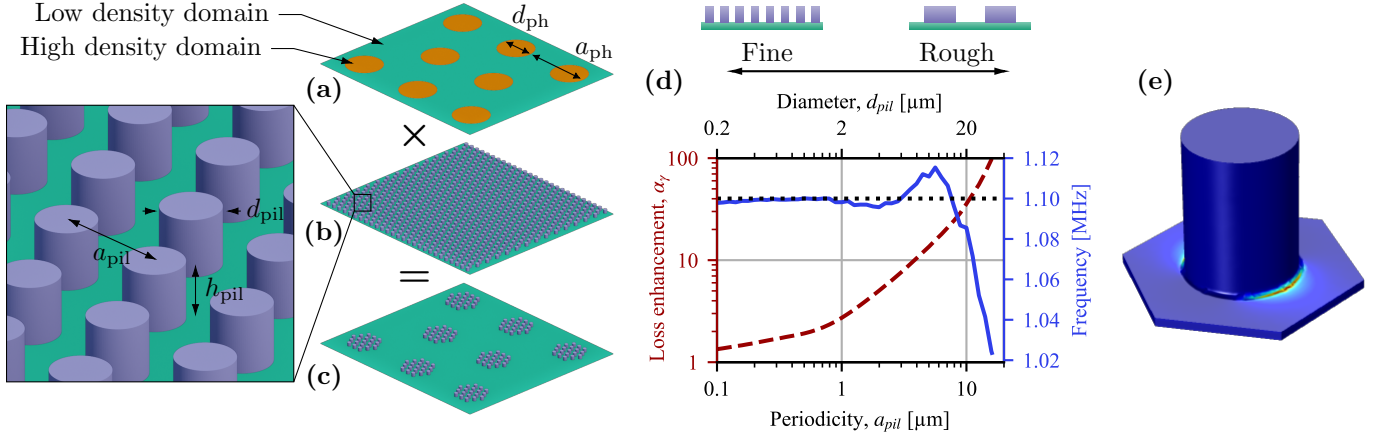 Low density domain
High density domain
d_ph
a_ph
(a)
×
d_pil
a_pil
h_pil
(b)
=
(c)
(d)
Fine
Rough
Diameter, d_pil [µm]
0.2 2 20
100
10
1
Loss enhancement, α_γ
1.12
1.10
1.08
1.06
1.04
1.02
Frequency [MHz]
0.1 1 10
Periodicity, a_pil [µm]
(e)